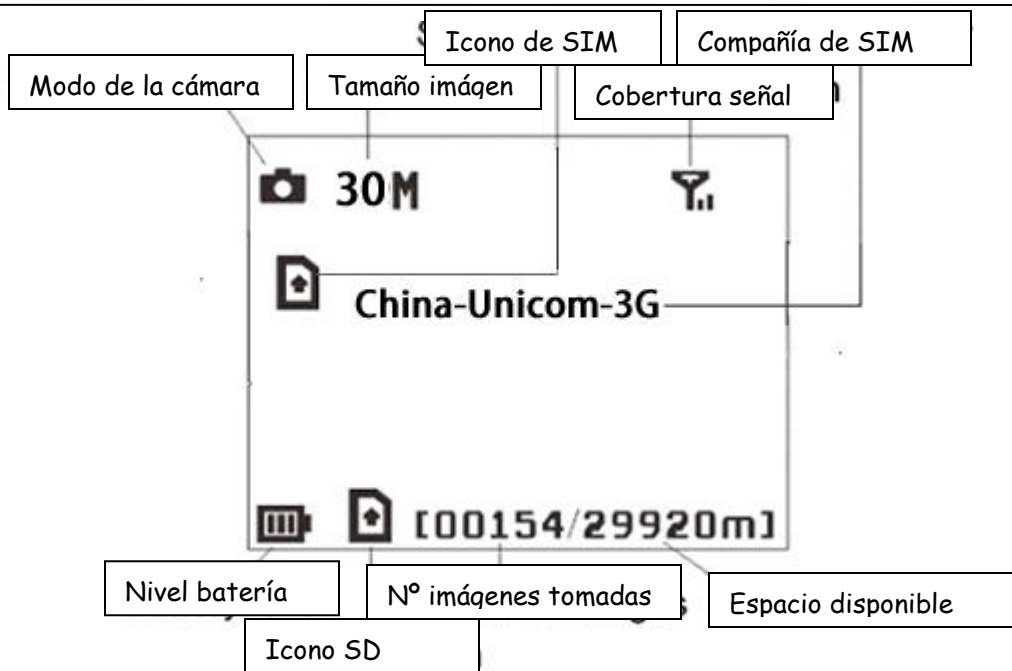 Icono de SIM
Compañía de SIM
Modo de la cámara
Tamaño imágen
Cobertura señal
30M
China-Unicom-3G
[00154/29920m]
Nivel batería
Nº imágenes tomadas
Espacio disponible
Icono SD